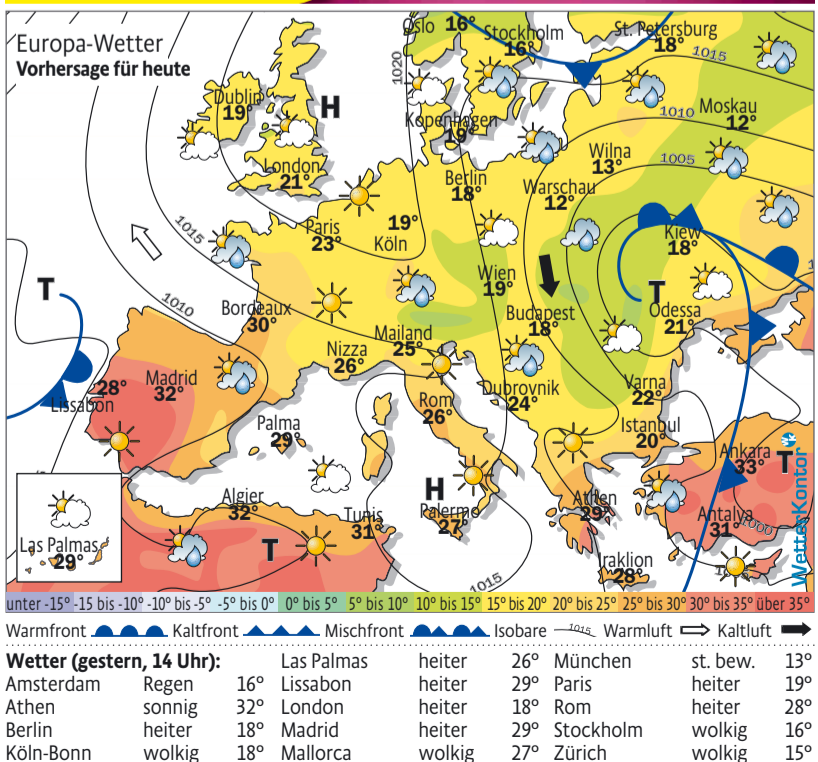 Europa-Wetter
Vorhersage für heute
Oslo 16°
Stockholm
16°
St. Petersburg
18°
1020
1015
Dublin
19°
H
Kopenhagen
19°
1010
Moskau
12°
London
21°
Berlin
18°
Wilna
13°
1005
Warschau
12°
Paris
23°
19°
Köln
1015
Kiew
18°
T
Wien
19°
T
1010
Bordeaux
30°
Budapest
18°
Odessa
21°
Mailand
25°
Nizza
26°
28°
Lissabon
Madrid
32°
Rom
26°
Dubrovnik
24°
Varna
22°
Palma
29°
Istanbul
20°
Ankara
33°
T
H
Algier
32°
Tunis
31°
Palermo
27°
Athen
29°
Antalya
31°
1000
Las Palmas
29°
T
Iraklion
28°
1015
WetterKontor
unter -15° -15 bis -10° -10° bis -5° -5° bis 0° 0° bis 5° 5° bis 10° 10° bis 15° 15° bis 20° 20° bis 25° 25° bis 30° 30° bis 35° über 35°
Warmfront Kaltfront Mischfront Isobare 1015 Warmluft Kaltluft
Wetter (gestern, 14 Uhr): Las Palmas heiter 26° München st. bew. 13°
Amsterdam Regen 16° Lissabon heiter 29° Paris heiter 19°
Athen sonnig 32° London heiter 18° Rom heiter 28°
Berlin heiter 18° Madrid heiter 29° Stockholm wolkig 16°
Köln-Bonn wolkig 18° Mallorca wolkig 27° Zürich wolkig 15°